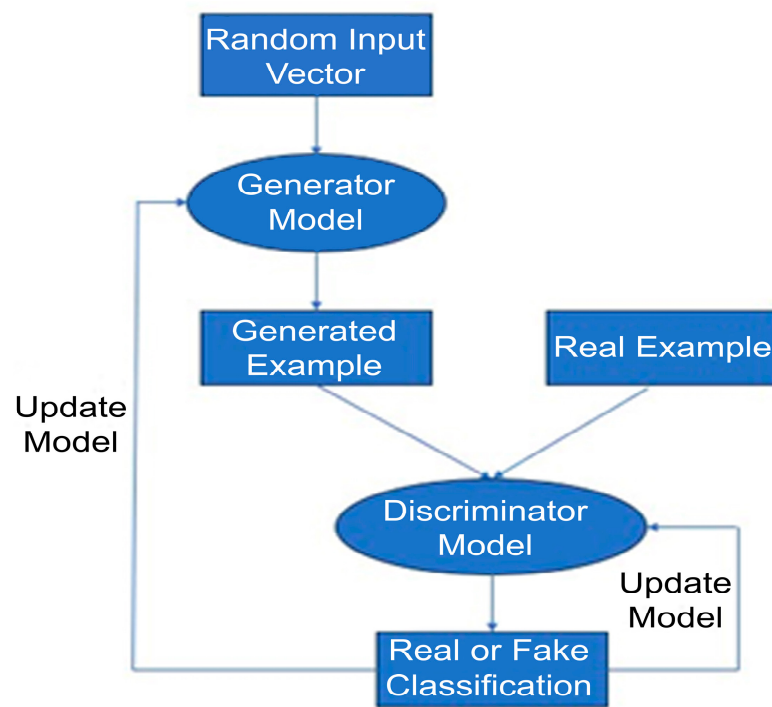 Random Input
Vector
Generator
Model
Generated
Example
Real Example
Update
Model
Discriminator
Model
Update
Model
Real or Fake
Classification